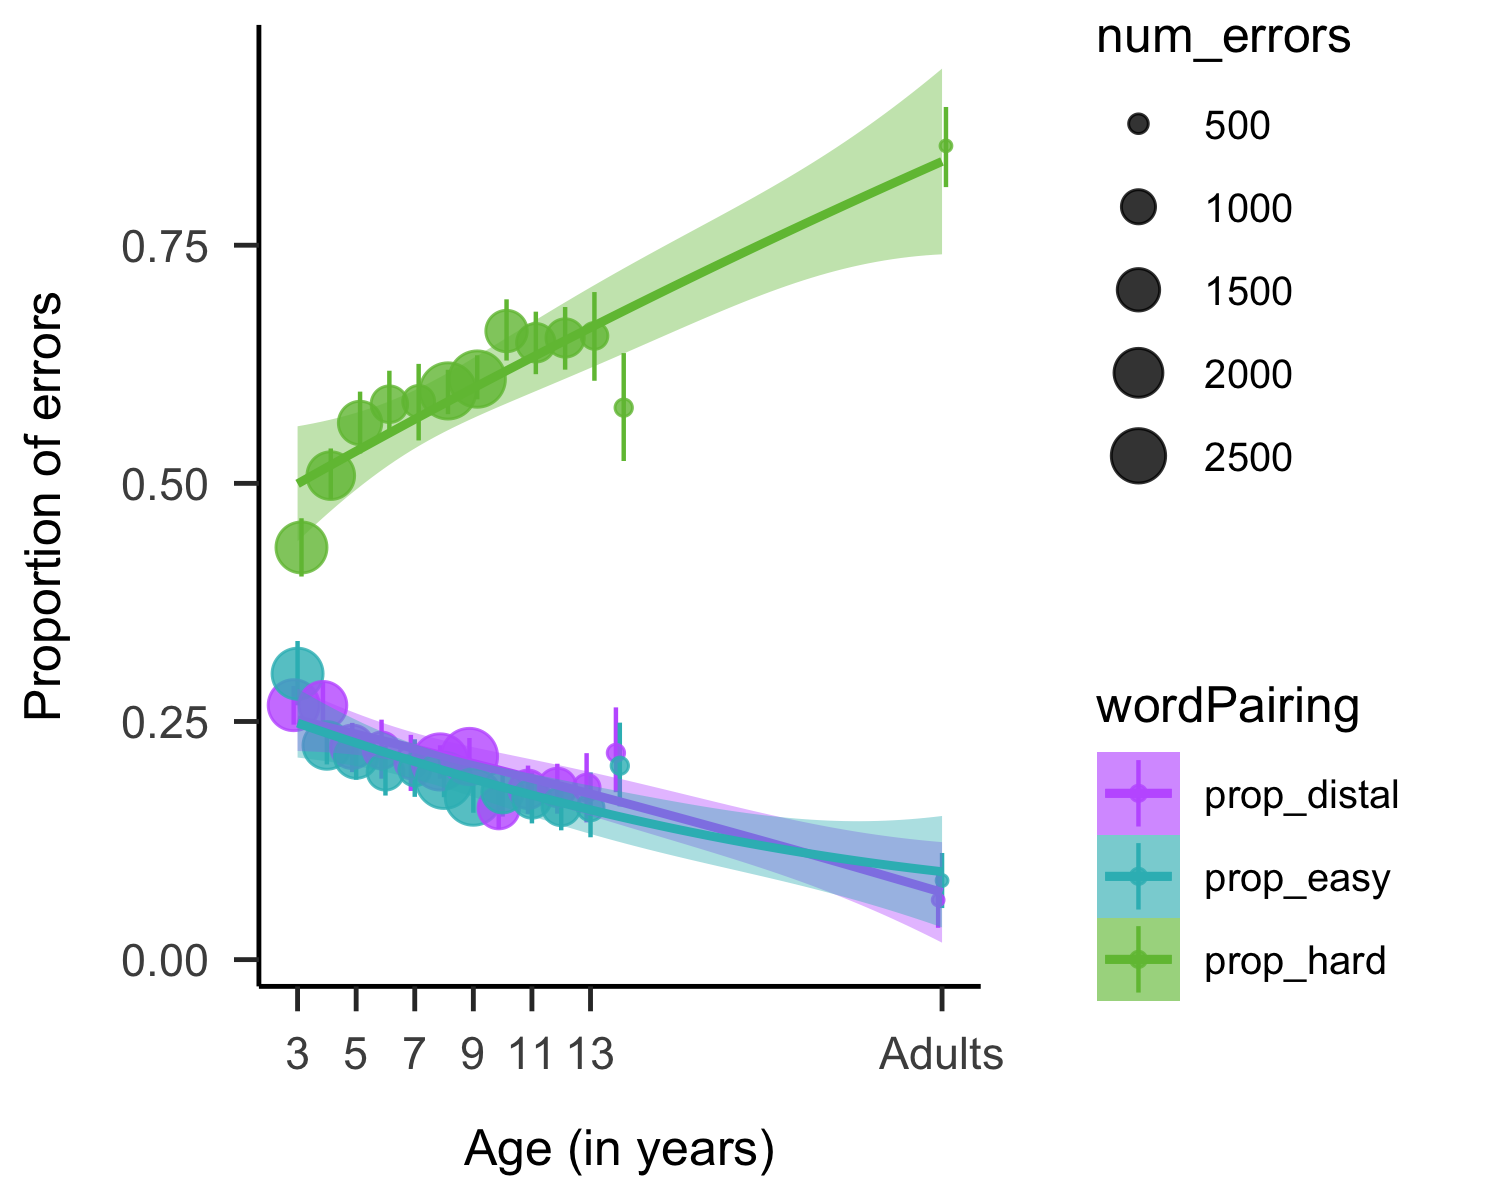 Proportion of errors
0.75
0.50
0.25
0.00
3 5 7 9 11 13 Adults
Age (in years)
num_errors
500
1000
1500
2000
2500
wordPairing
prop_distal
prop_easy
prop_hard